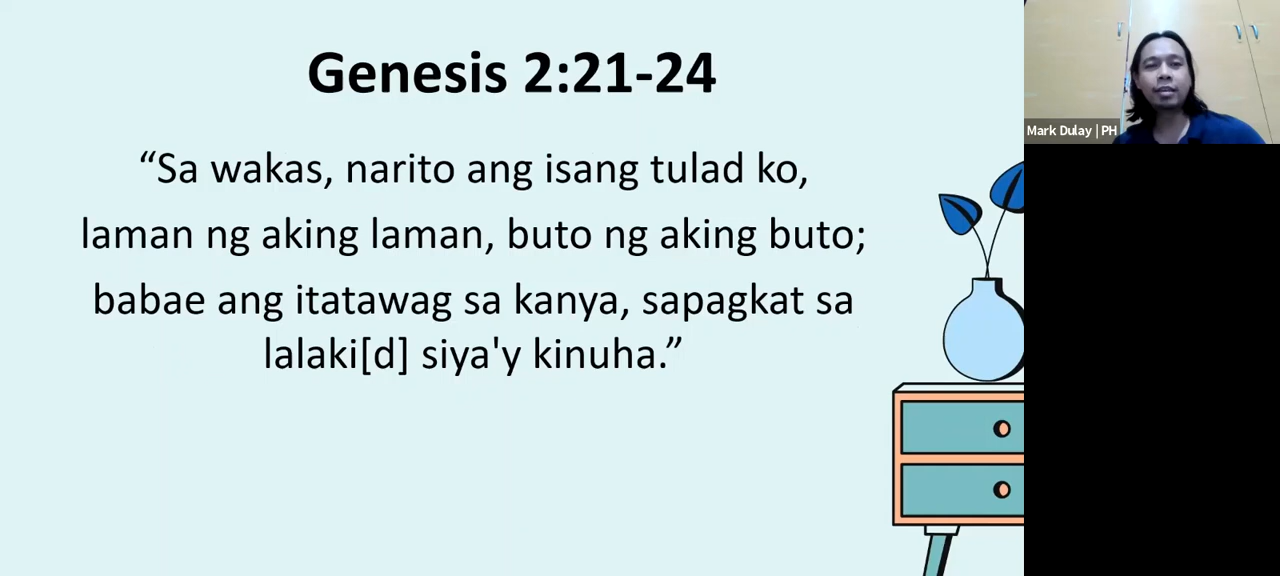 Genesis 2:21-24
“Sa wakas, narito ang isang tulad ko,
laman ng aking laman, buto ng aking buto;
babae ang itatawag sa kanya, sapagkat sa
lalaki[d] siya'y kinuha.”
Mark Dulay | PH